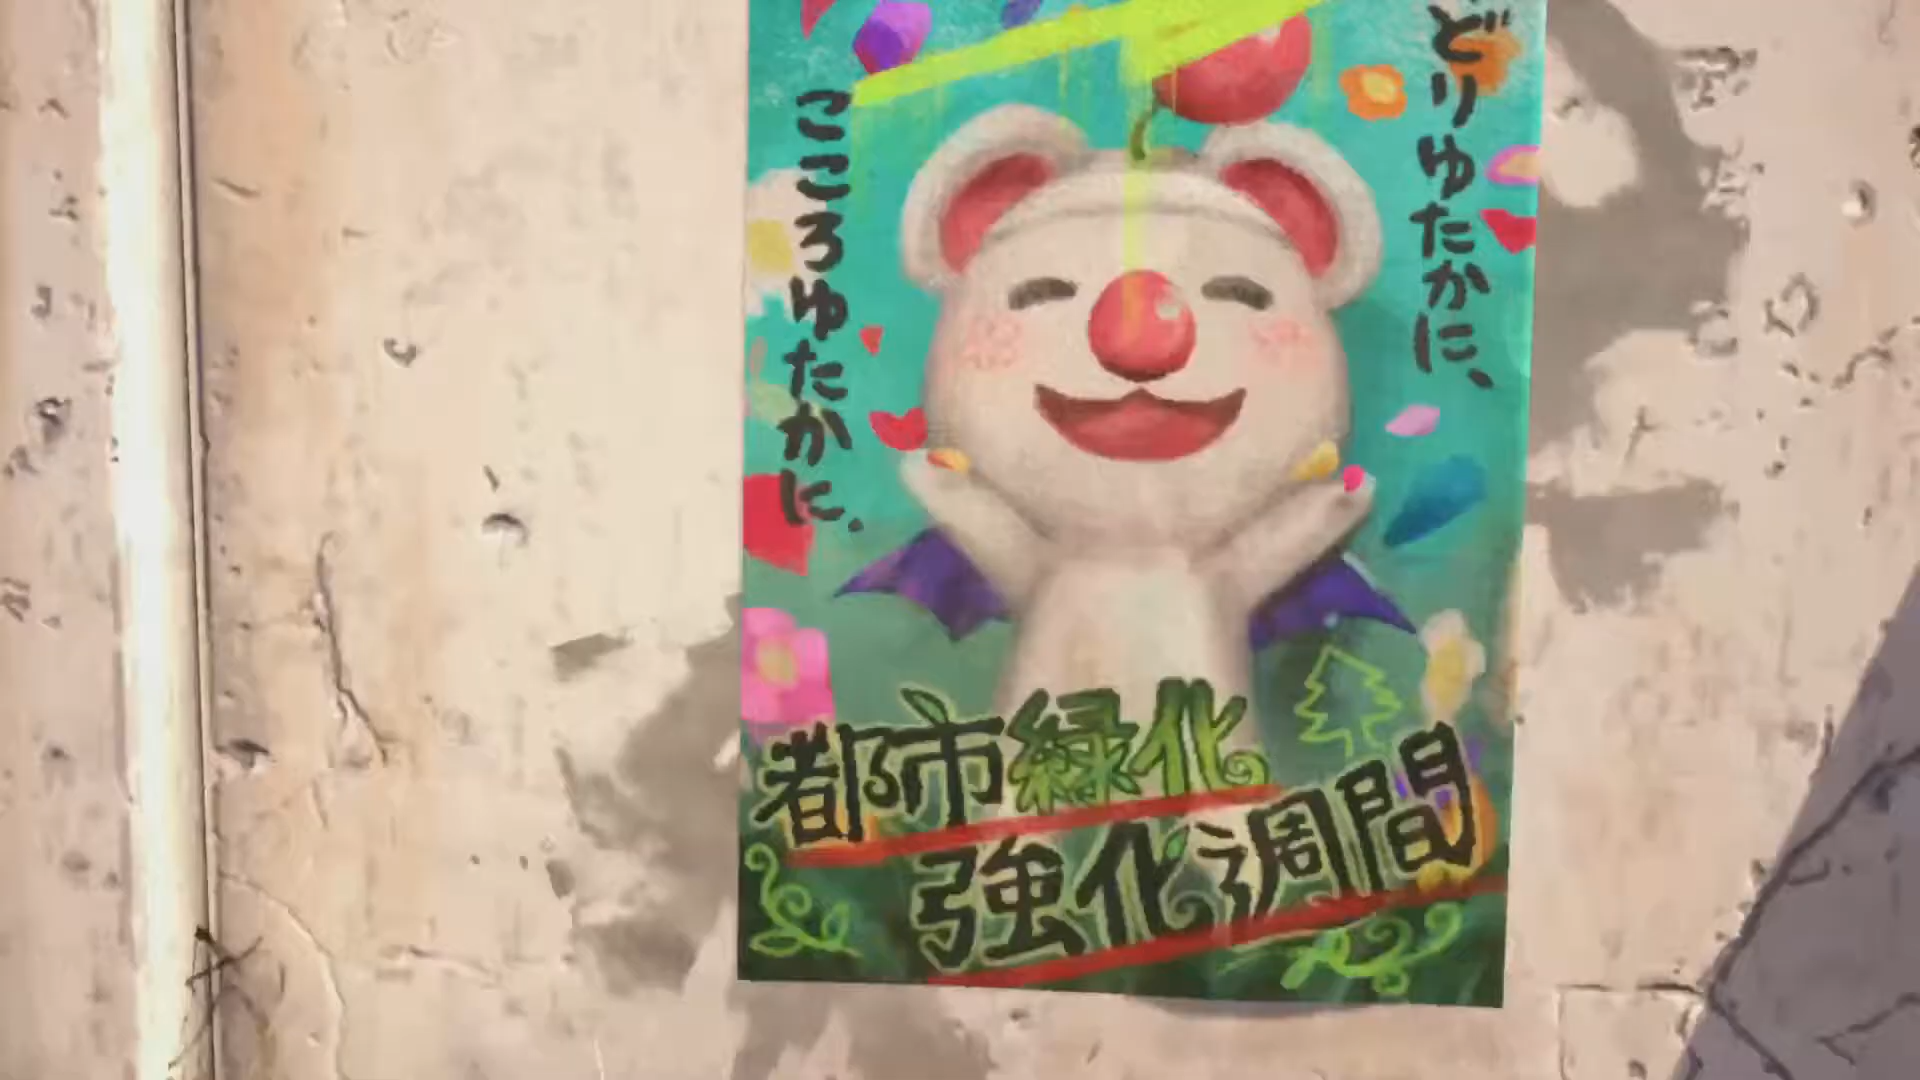 どりゆたかに、
こころゆたかに.
都市緑化
強化週間